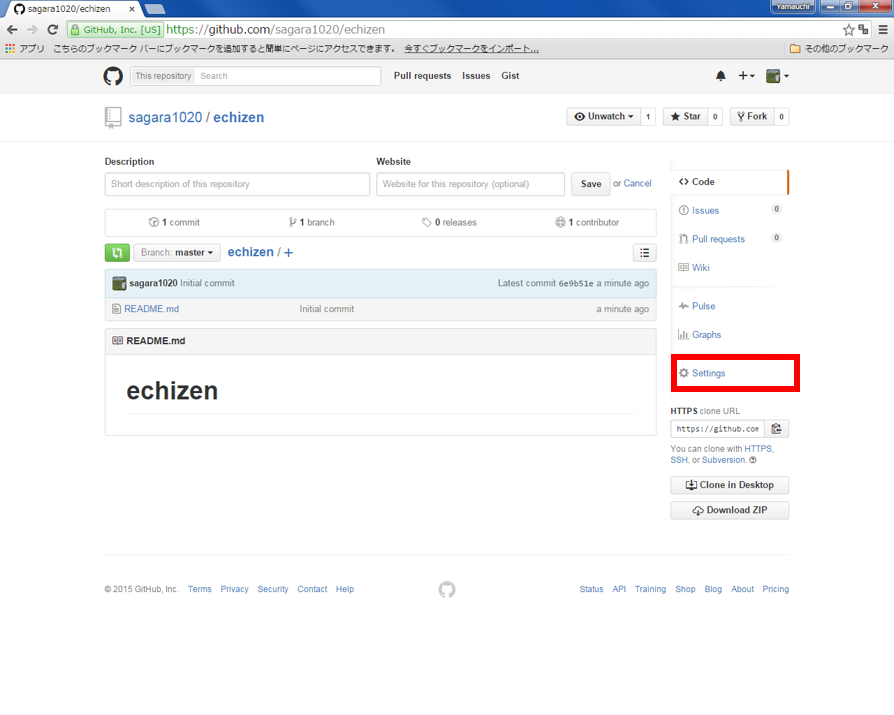 sagara1020/echizen
Yamauchi
GitHub, Inc. [US] https://github.com/sagara1020/echizen
アプリ こちらのブックマーク バーにブックマークを追加すると簡単にページにアクセスできます。 今すぐブックマークをインポート... その他のブックマーク
This repository Search Pull requests Issues Gist
sagara1020 / echizen Unwatch 1 Star 0 Fork 0
Description Website
Short description of this repository Website for this repository (optional) Save or Cancel
1 commit 1 branch 0 releases 1 contributor
Branch: master echizen / +
sagara1020 Initial commit Latest commit 6e9b51e a minute ago
README.md Initial commit a minute ago
README.md
echizen
Code
Issues 0
Pull requests 0
Wiki
Pulse
Graphs
Settings
HTTPS clone URL
https://github.com
You can clone with HTTPS,
SSH, or Subversion.
Clone in Desktop
Download ZIP
© 2015 GitHub, Inc. Terms Privacy Security Contact Help Status API Training Shop Blog About Pricing